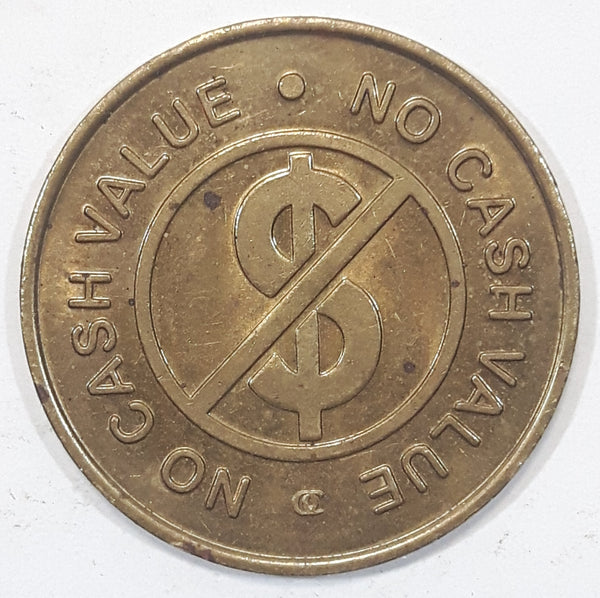 NO CASH VALUE • NO CASH VALUE
$